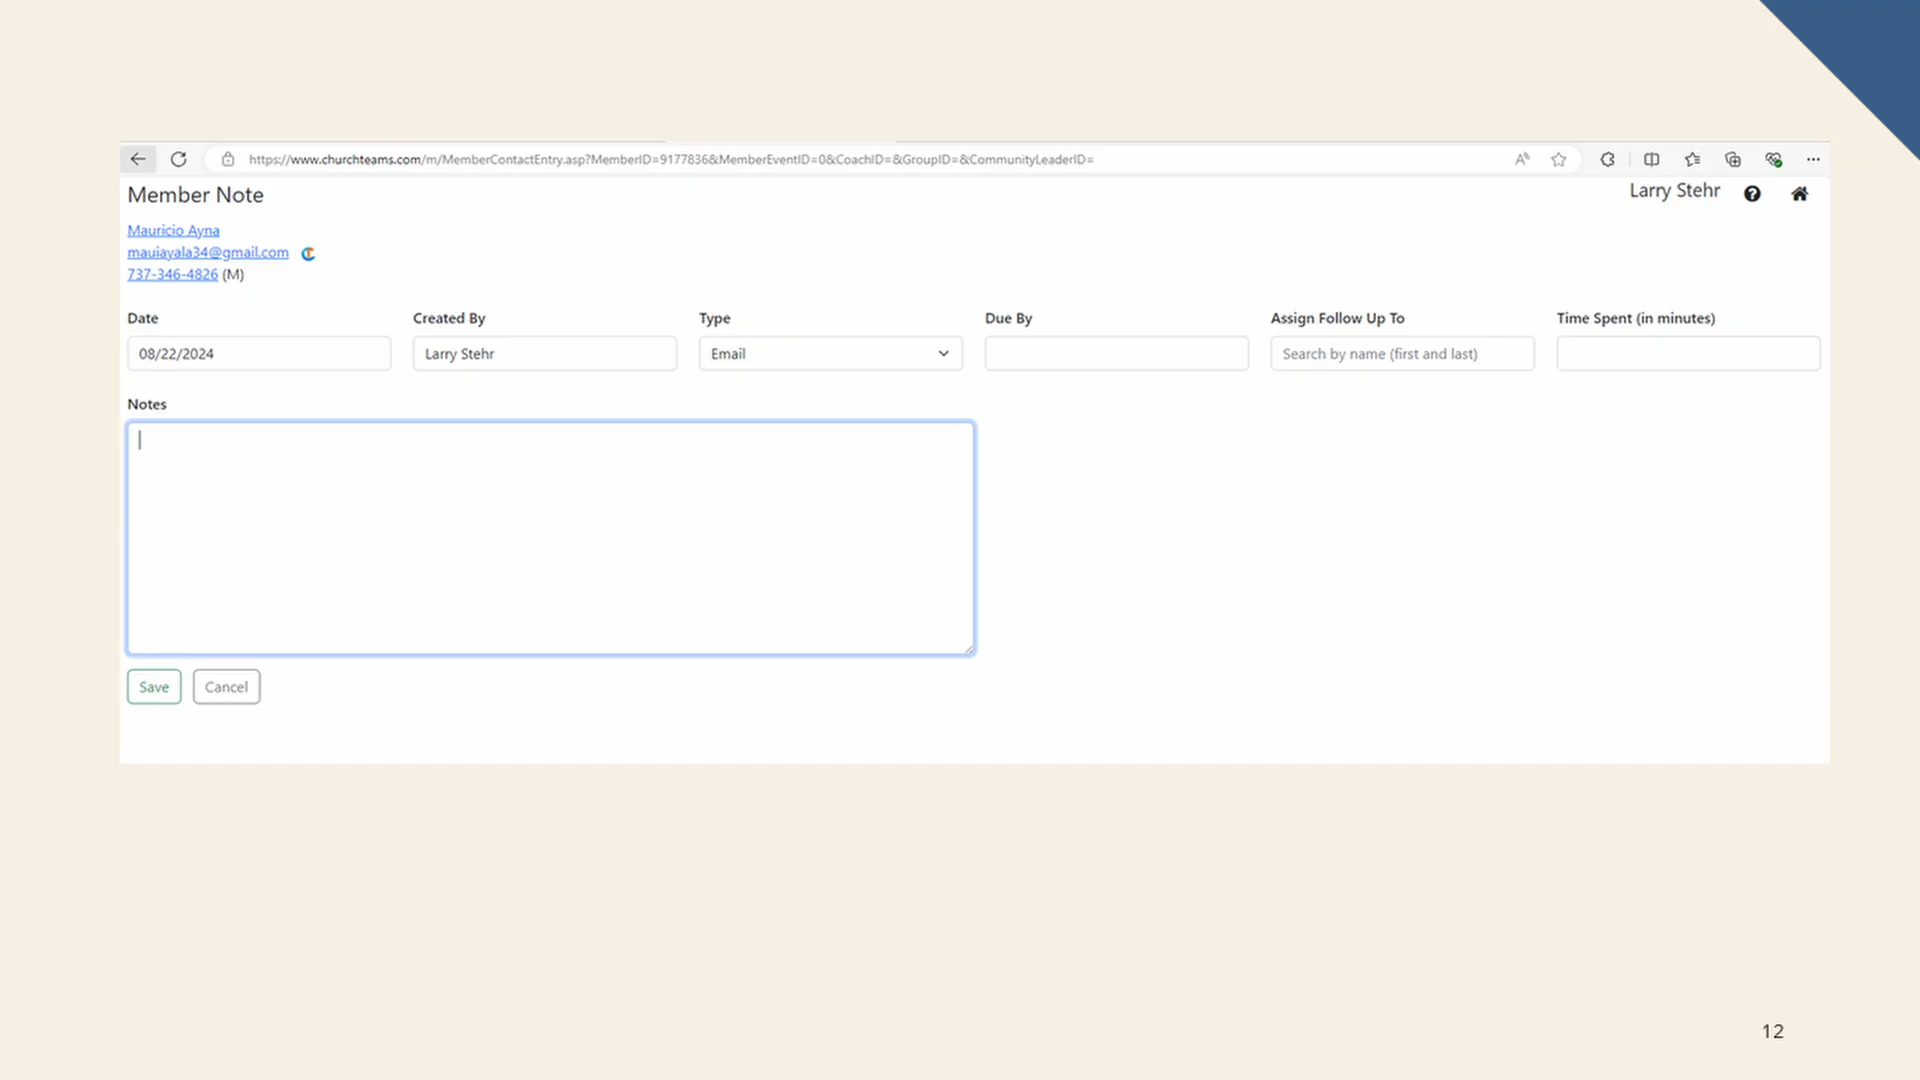 https://www.churchteams.com/m/MemberContactEntry.asp?MemberID=9177836&MemberEventID=0&CoachID=&GroupID=&CommunityLeaderID=
Member Note
Larry Stehr
Mauricio Ayna
mauiayala34@gmail.com
737-346-4826 (M)
Date Created By Type Due By Assign Follow Up To Time Spent (in minutes)
08/22/2024 Larry Stehr Email Search by name (first and last)
Notes
Save Cancel
12